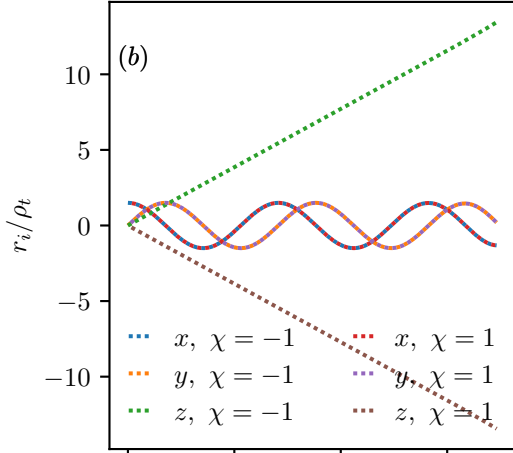 (b)
10
5
0
−5
−10
r_i/ρ_t
x, χ = −1 x, χ = 1
y, χ = −1 y, χ = 1
z, χ = −1 z, χ = 1